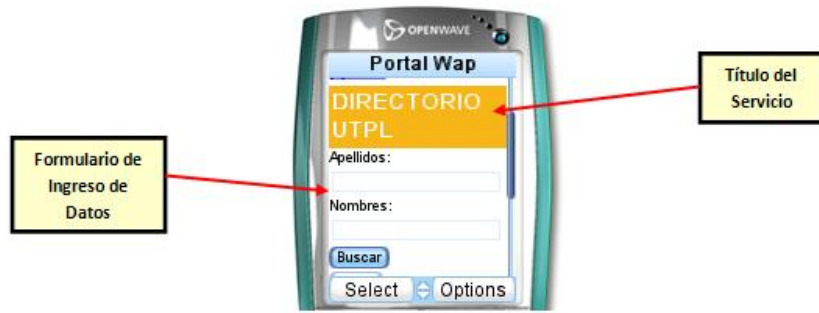 OPENWAVE
Portal Wap
DIRECTORIO
UTPL
Apellidos:
Nombres:
Buscar
Select
Options
Título del
Servicio
Formulario de
Ingreso de
Datos